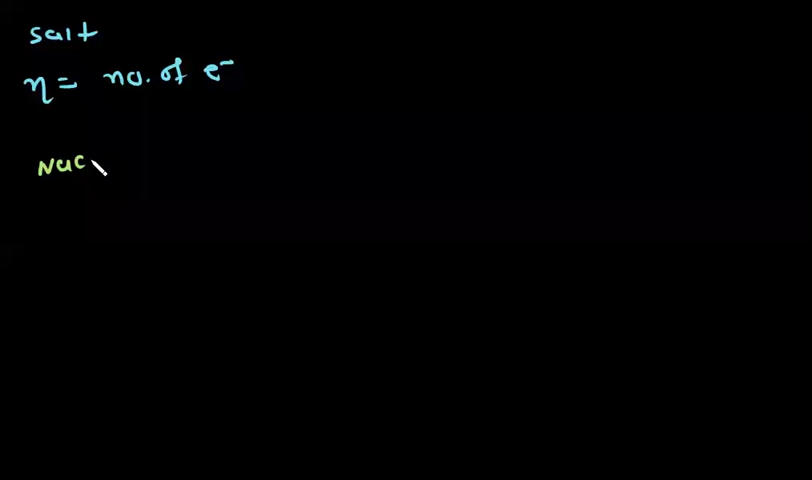 salt
η = no. of e⁻
NaC